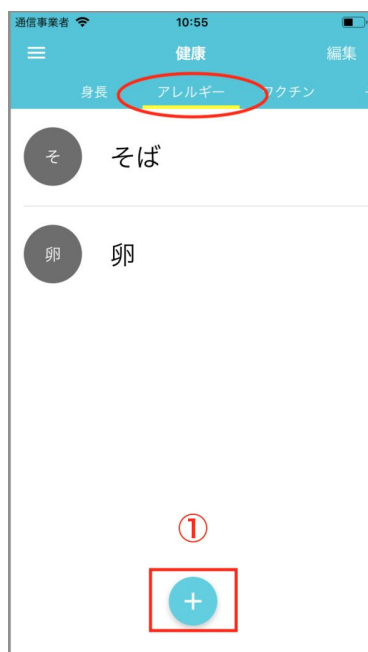 通信事業者 10:55
健康 編集
身長 アレルギー ワクチン
そ そば
卵 卵
①
+